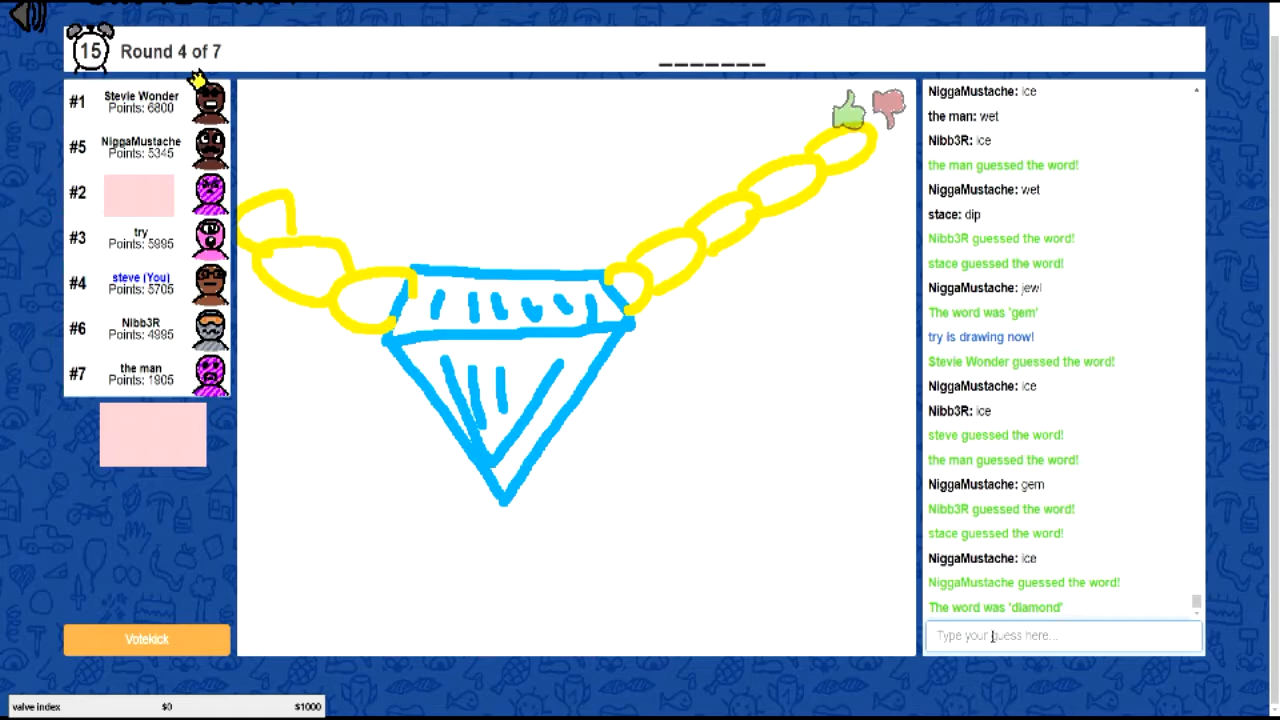 15 Round 4 of 7
_______
#1 Stevie Wonder
Points: 6800
#5 NiggaMustache
Points: 5345
#2
#3 try
Points: 5995
#4 steve (You)
Points: 5705
#6 Nibb3R
Points: 4995
#7 the man
Points: 1905
Votekick
valve index $0 $1000
NiggaMustache: ice
the man: wet
Nibb3R: ice
the man guessed the word!
NiggaMustache: wet
stace: dip
Nibb3R guessed the word!
stace guessed the word!
NiggaMustache: jewl
The word was 'gem'
try is drawing now!
Stevie Wonder guessed the word!
NiggaMustache: ice
Nibb3R: ice
steve guessed the word!
the man guessed the word!
NiggaMustache: gem
Nibb3R guessed the word!
stace guessed the word!
NiggaMustache: ice
NiggaMustache guessed the word!
The word was 'diamond'
Type your guess here...